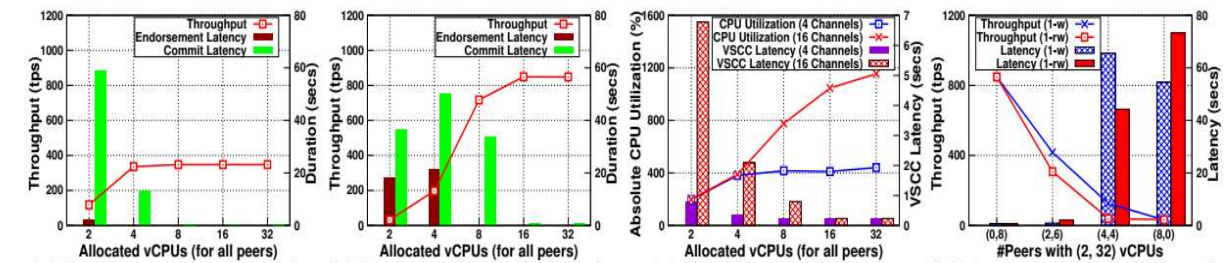 Throughput
Endorsement Latency
Commit Latency
1200
1000
800
600
400
200
0
80
60
40
20
0
Throughput (tps)
Duration (secs)
2 4 8 16 32
Allocated vCPUs (for all peers)
Throughput
Endorsement Latency
Commit Latency
1200
1000
800
600
400
200
0
80
60
40
20
0
Throughput (tps)
Duration (secs)
2 4 8 16 32
Allocated vCPUs (for all peers)
CPU Utilization (4 Channels)
CPU Utilization (16 Channels)
VSCC Latency (4 Channels)
VSCC Latency (16 Channels)
1600
1200
800
400
0
7
6
5
4
3
2
1
0
Absolute CPU Utilization (%)
VSCC Latency (secs)
2 4 8 16 32
Allocated vCPUs (for all peers)
Throughput (1-w)
Throughput (1-rw)
Latency (1-w)
Latency (1-rw)
1200
800
400
0
80
60
40
20
0
Throughput (tps)
Latency (secs)
(0,8) (2,6) (4,4) (8,0)
#Peers with (2, 32) vCPUs